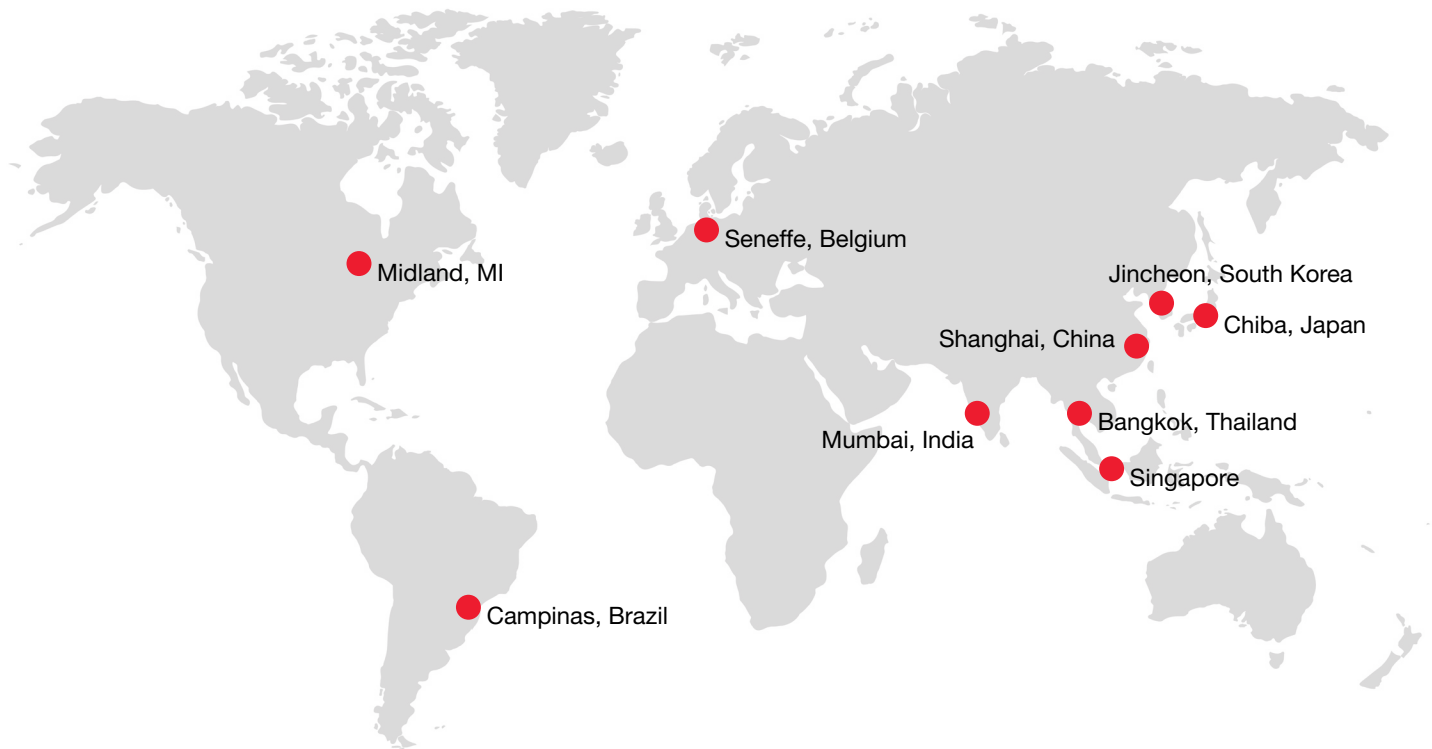 Seneffe, Belgium
Midland, MI
Jincheon, South Korea
Chiba, Japan
Shanghai, China
Bangkok, Thailand
Mumbai, India
Singapore
Campinas, Brazil